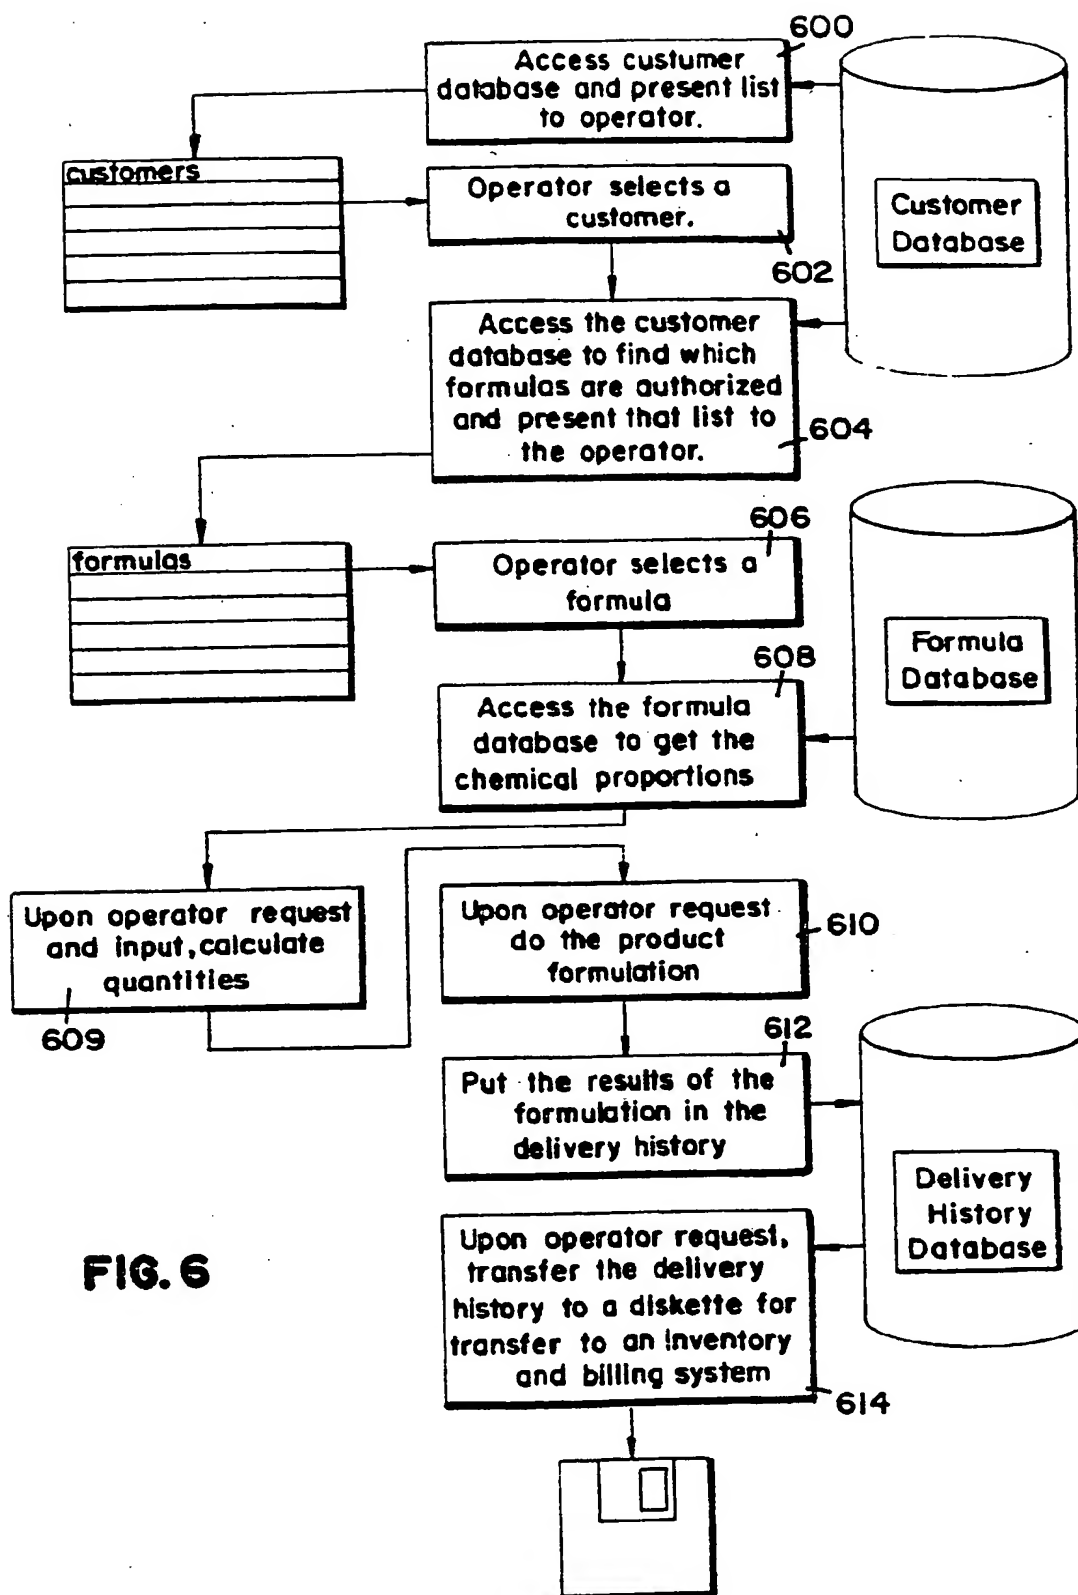 600
Access custumer
database and present list
to operator.
customers
Operator selects a
customer.
602
Customer
Database
Access the customer
database to find which
formulas are authorized
and present that list to
the operator.
604
606
formulas
Operator selects a
formula
Formula
Database
608
Access the formula
database to get the
chemical proportions
Upon operator request
and input, calculate
quantities
609
Upon operator request
do the product
formulation
610
612
Put the results of the
formulation in the
delivery history
Delivery
History
Database
Upon operator request,
transfer the delivery
history to a diskette for
transfer to an inventory
and billing system
614
FIG. 6